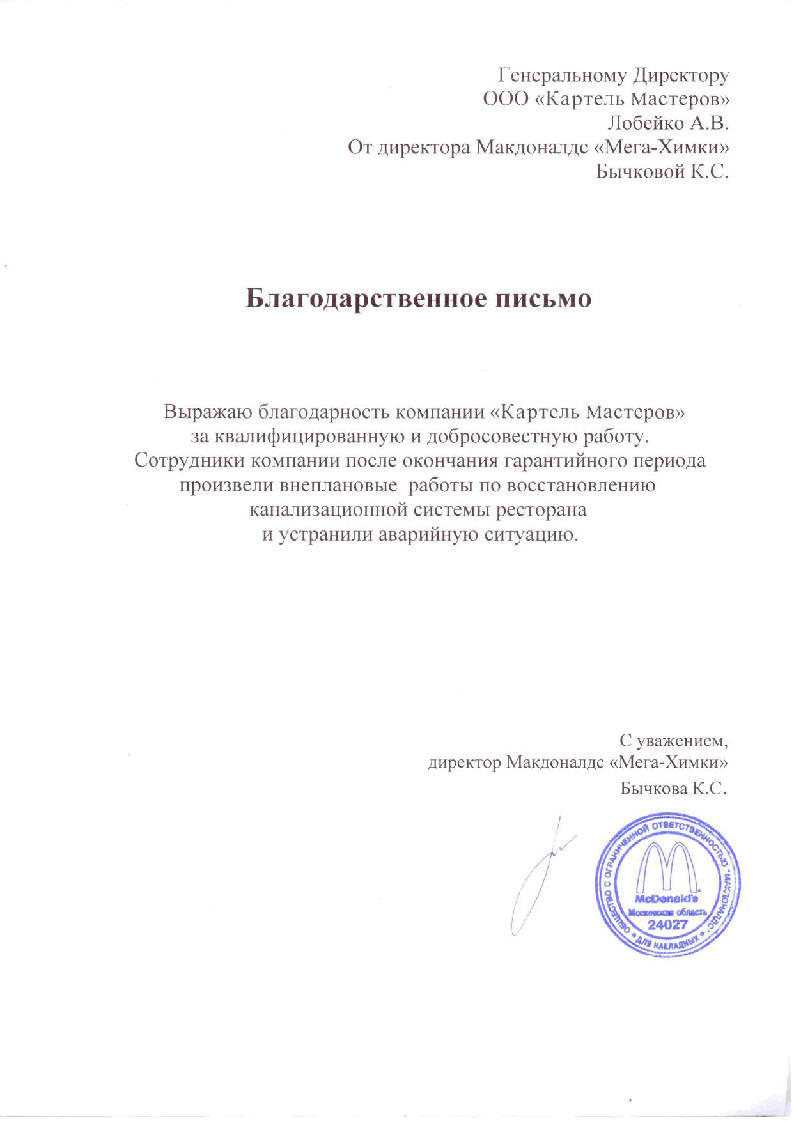 Генеральному Директору
ООО «Картель Мастеров»
Лобейко А.В.
От директора Макдоналдс «Мега-Химки»
Бычковой К.С.
Благодарственное письмо
Выражаю благодарность компании «Картель Мастеров»
за квалифицированную и добросовестную работу.
Сотрудники компании после окончания гарантийного периода
произвели внеплановые работы по восстановлению
канализационной системы ресторана
и устранили аварийную ситуацию.
С уважением,
директор Макдоналдс «Мега-Химки»
Бычкова К.С.
ОБЩЕСТВО С ОГРАНИЧЕННОЙ ОТВЕТСТВЕННОСТЬЮ "МАКДОНАЛДС"
McDonald's
Московская область
24027
* ДЛЯ НАКЛАДНЫХ *